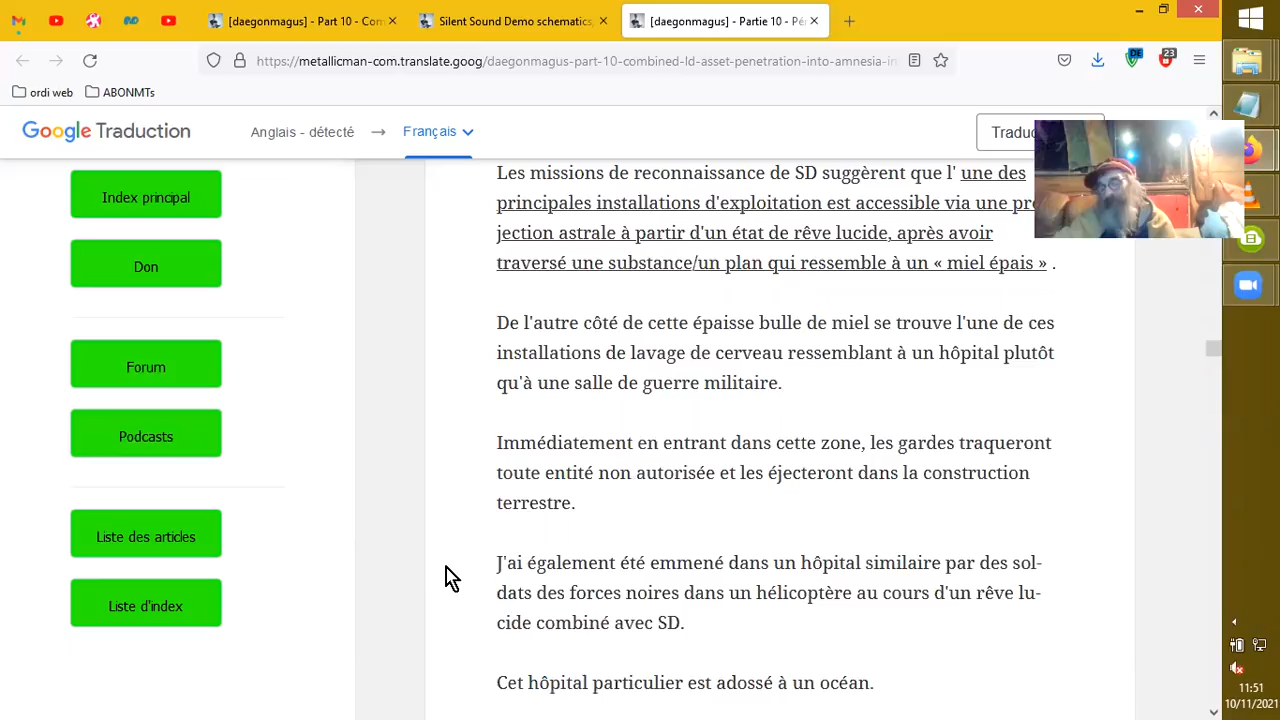 [daegonmagus] - Part 10 - Com
Silent Sound Demo schematics,
[daegonmagus] - Partie 10 - Pé
https://metallicman-com.translate.goog/daegonmagus-part-10-combined-ld-asset-penetration-into-amnesia-in
DE
23
ordi web
ABONMTs
Google Traduction
Anglais - détecté
Français
Traduc
Index principal
Don
Forum
Podcasts
Liste des articles
Liste d'index
Les missions de reconnaissance de SD suggèrent que l' une des
principales installations d'exploitation est accessible via une pro
jection astrale à partir d'un état de rêve lucide, après avoir
traversé une substance/un plan qui ressemble à un « miel épais » .
De l'autre côté de cette épaisse bulle de miel se trouve l'une de ces
installations de lavage de cerveau ressemblant à un hôpital plutôt
qu'à une salle de guerre militaire.
Immédiatement en entrant dans cette zone, les gardes traqueront
toute entité non autorisée et les éjecteront dans la construction
terrestre.
J'ai également été emmené dans un hôpital similaire par des sol-
dats des forces noires dans un hélicoptère au cours d'un rêve lu-
cide combiné avec SD.
Cet hôpital particulier est adossé à un océan.
11:51
10/11/2021